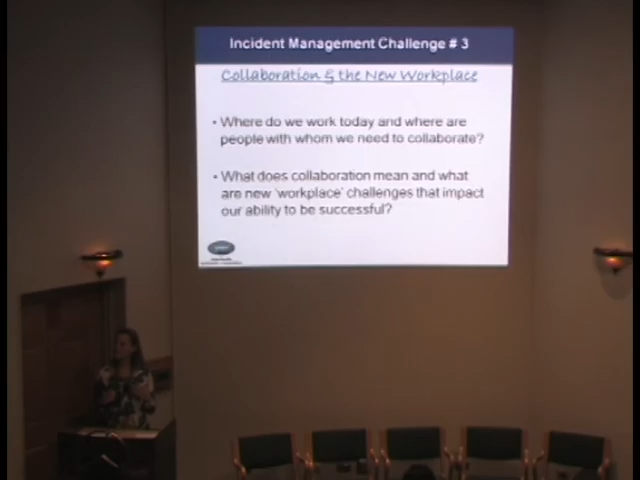 Incident Management Challenge # 3
Collaboration & the New Workplace
• Where do we work today and where are
people with whom we need to collaborate?
• What does collaboration mean and what
are new 'workplace' challenges that impact
our ability to be successful?